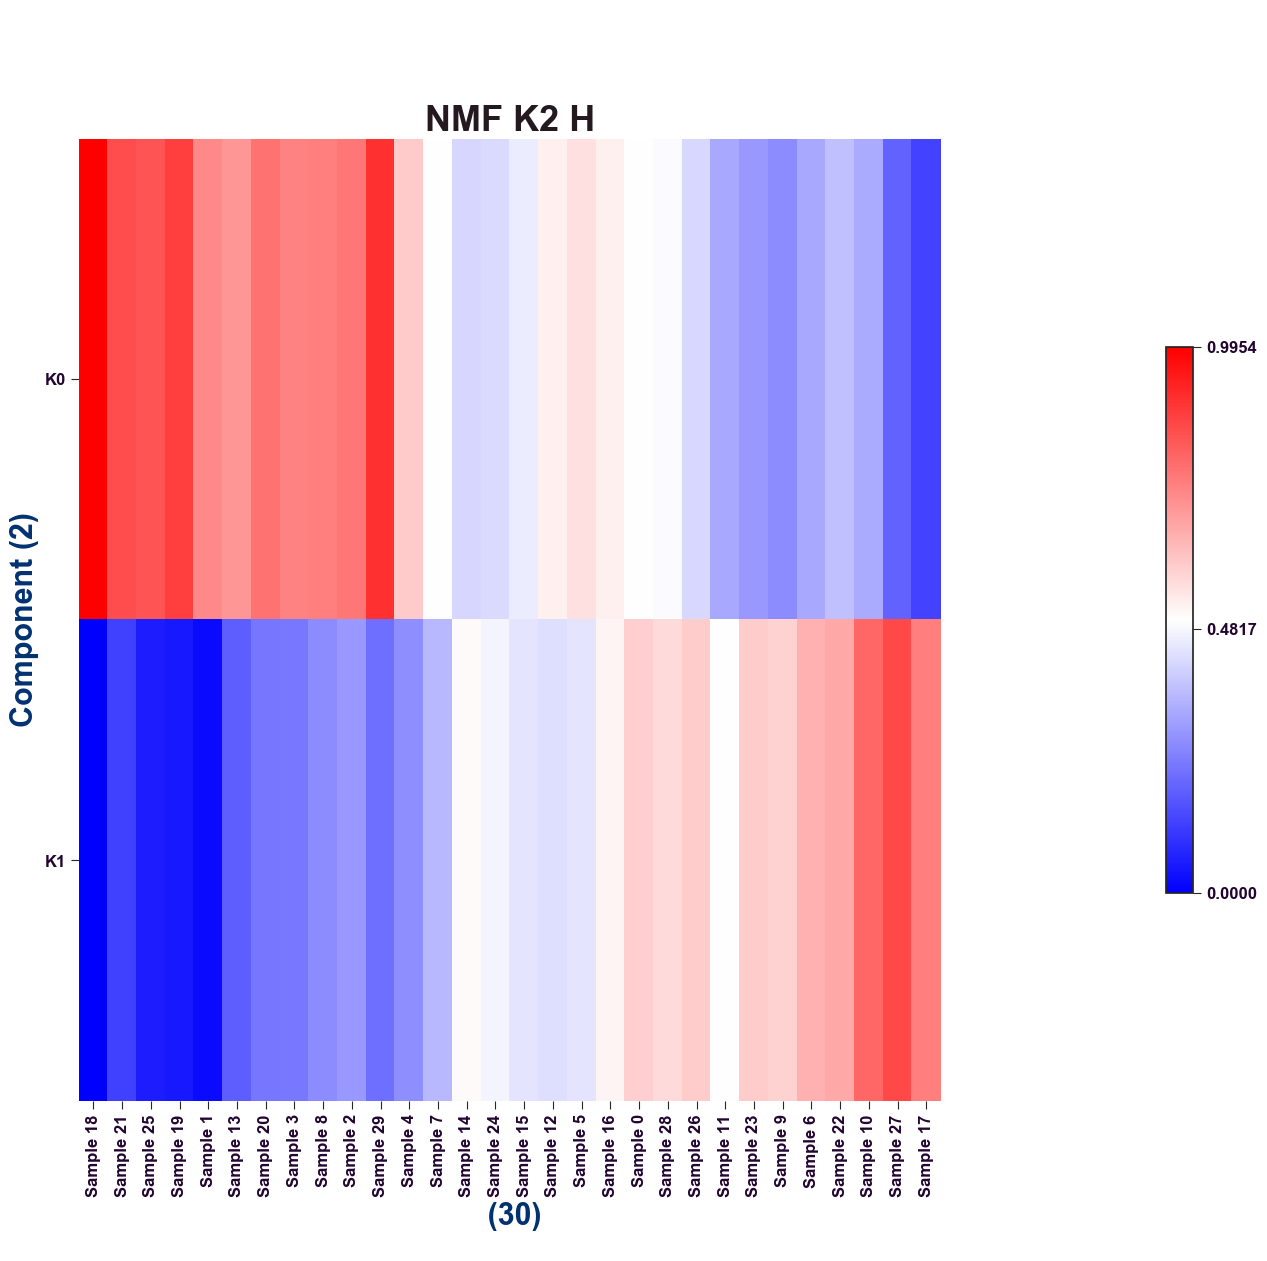 NMF K2 H
K0
K1
Component (2)
0.9954
0.4817
0.0000
Sample 18
Sample 21
Sample 25
Sample 19
Sample 1
Sample 13
Sample 20
Sample 3
Sample 8
Sample 2
Sample 29
Sample 4
Sample 7
Sample 14
Sample 24
Sample 15
Sample 12
Sample 5
Sample 16
Sample 0
Sample 28
Sample 26
Sample 11
Sample 23
Sample 9
Sample 6
Sample 22
Sample 10
Sample 27
Sample 17
(30)